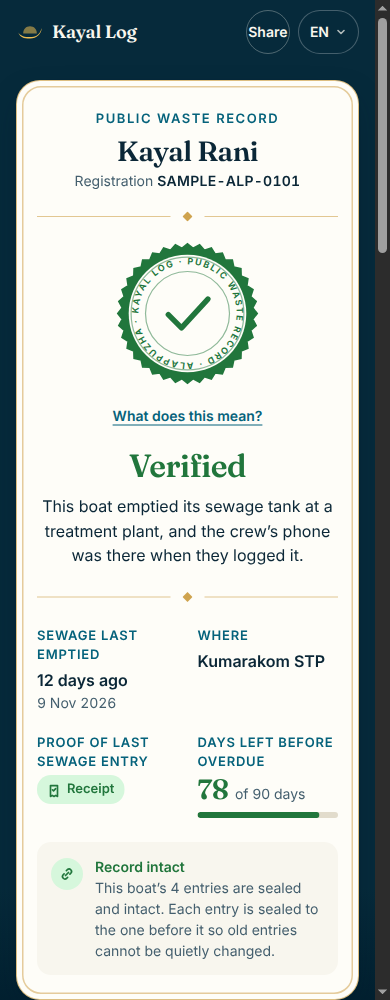 Kayal Log
Share
EN
PUBLIC WASTE RECORD
Kayal Rani
Registration SAMPLE-ALP-0101
KAYAL LOG · PUBLIC WASTE RECORD · ALAPPUZHA ·
What does this mean?
Verified
This boat emptied its sewage tank at a
treatment plant, and the crew’s phone
was there when they logged it.
SEWAGE LAST
EMPTIED
12 days ago
9 Nov 2026
WHERE
Kumarakom STP
PROOF OF LAST
SEWAGE ENTRY
Receipt
DAYS LEFT BEFORE
OVERDUE
78 of 90 days
Record intact
This boat’s 4 entries are sealed
and intact. Each entry is sealed to
the one before it so old entries
cannot be quietly changed.